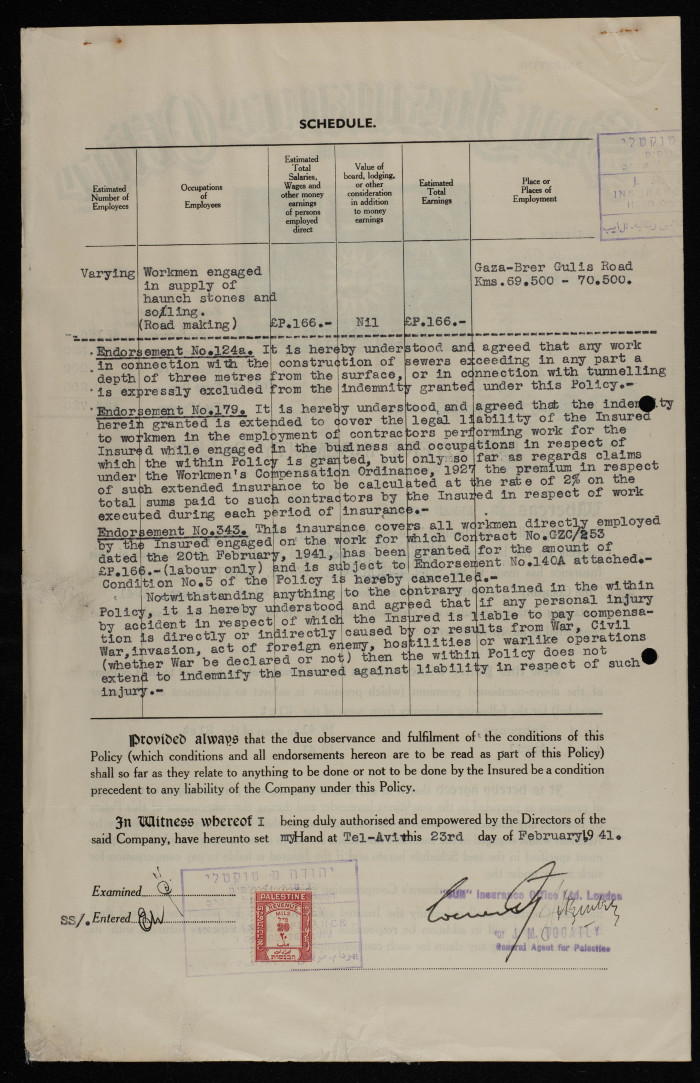 SCHEDULE.
Estimated
Number of
Employees
Occupations
of
Employees
Estimated
Total
Salaries,
Wages and
other money
earnings
of persons
employed
direct
Value of
board, lodging,
or other
consideration
in addition
to money
earnings
Estimated
Total
Earnings
Place or
Places of
Employment
Varying
Workmen engaged
in supply of
haunch stones and
soling.
(Road making)
£P.166.-
Nil
£P.166.-
Gaza-Brer Gulis Road
Kms.69.500 - 70.500.
Endorsement No.124a. It is hereby understood and agreed that any work
in connection with the construction of sewers exceeding in any part a
depth of three metres from the surface, or in connection with tunnelling
is expressly excluded from the indemnity granted under this Policy.-
Endorsement No.179. It is hereby understood and agreed that the indemnity
herein granted is extended to cover the legal liability of the Insured
to workmen in the employment of contractors performing work for the
Insured while engaged in the business and occupations in respect of
which the within Policy is granted, but only so far as regards claims
under the Workmen's Compensation Ordinance, 1927 the premium in respect
of such extended insurance to be calculated at the rate of 2% on the
total sums paid to such contractors by the Insured in respect of work
executed during each period of insurance.-
Endorsement No.343. This insurance covers all workmen directly employed
by the Insured engaged on the work for which Contract No.GZC/253
dated the 20th February, 1941, has been granted for the amount of
£P.166.-(labour only) and is subject to Endorsement No.140A attached.-
Condition No.5 of the Policy is hereby cancelled.-
Notwithstanding anything to the contrary contained in the within
Policy, it is hereby understood and agreed that if any personal injury
by accident in respect of which the Insured is liable to pay compensa-
tion is directly or indirectly caused by or results from War, Civil
War, invasion, act of foreign enemy, hostilities or warlike operations
(whether War be declared or not) then the within Policy does not
extend to indemnify the Insured against liability in respect of such
injury.-
Provided always that the due observance and fulfilment of the conditions of this
Policy (which conditions and all endorsements hereon are to be read as part of this Policy)
shall so far as they relate to anything to be done or not to be done by the Insured be a condition
precedent to any liability of the Company under this Policy.
In Witness whereof I being duly authorised and empowered by the Directors of the
said Company, have hereunto set my Hand at Tel-Aviv this 23rd day of February, 1941.
Examined
SS/. Entered
PALESTINE
REVENUE
MILS
20
"SUN" Insurance Office Ltd. London
General Agent for Palestine